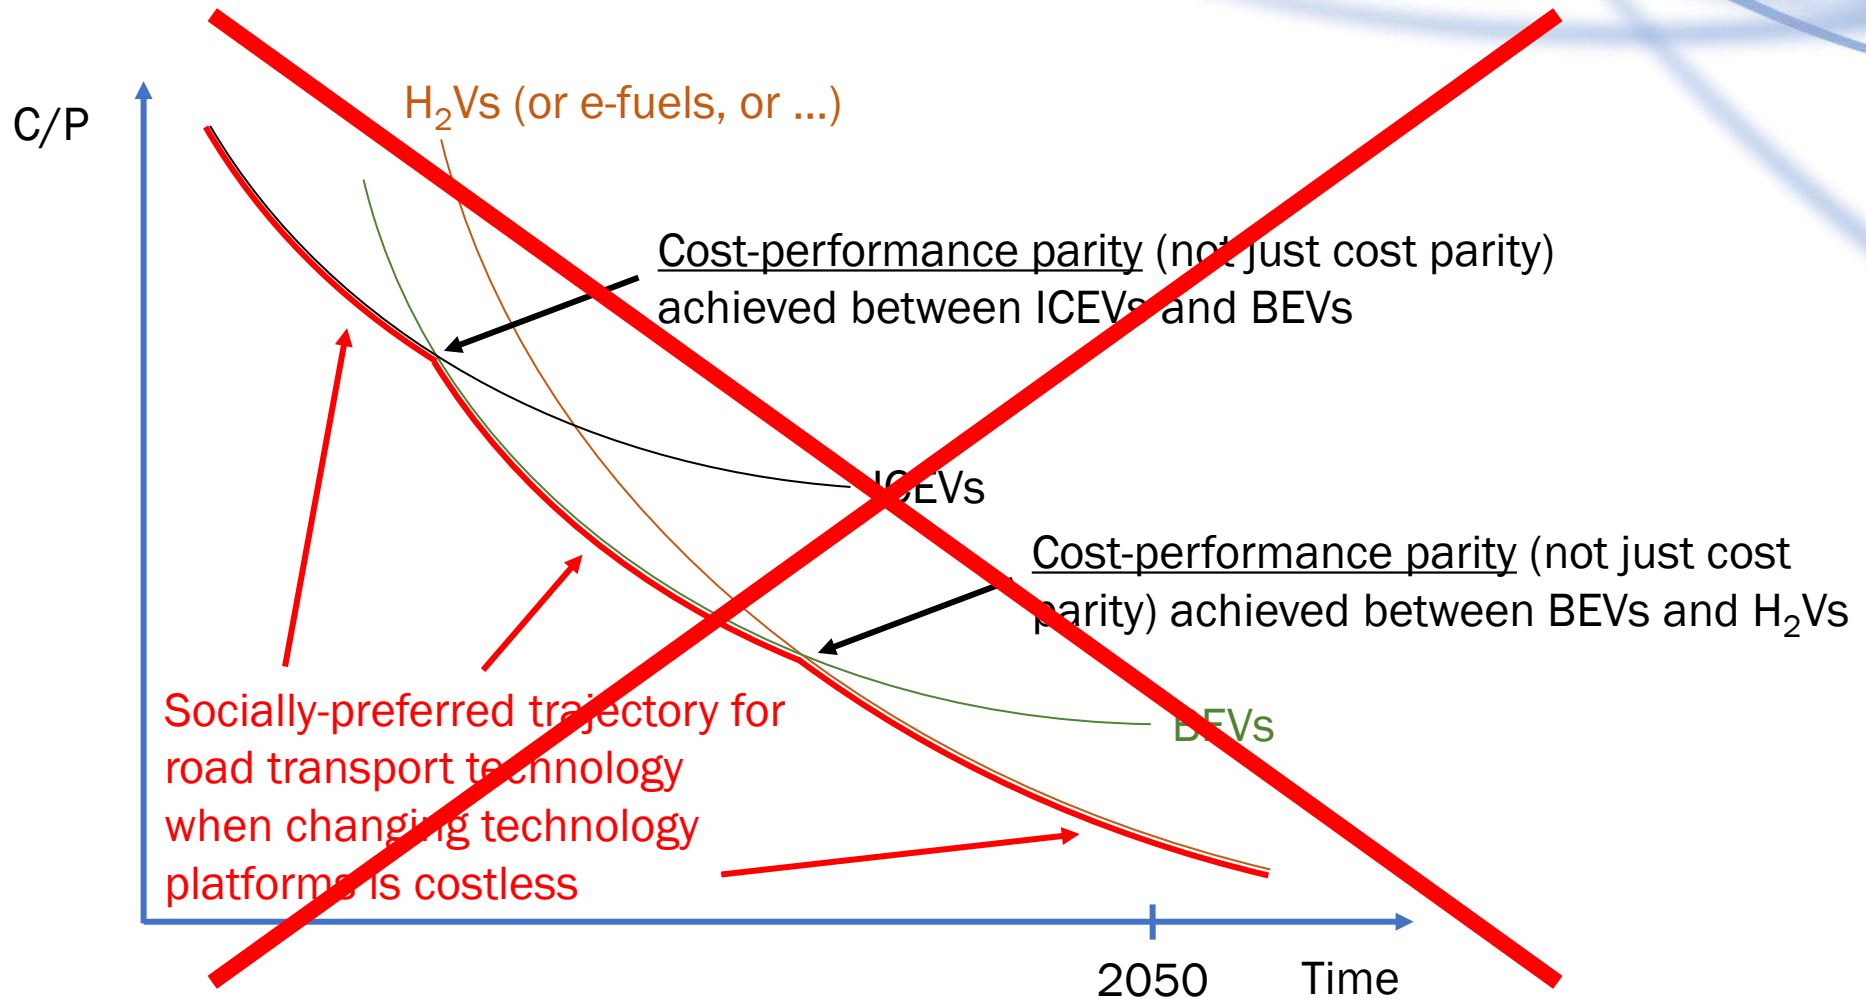 C/P
H₂Vs (or e-fuels, or ...)
Cost-performance parity (not just cost parity)
achieved between ICEVs and BEVs
ICEVs
Cost-performance parity (not just cost
parity) achieved between BEVs and H₂Vs
BEVs
Socially-preferred trajectory for
road transport technology
when changing technology
platforms is costless
2050
Time